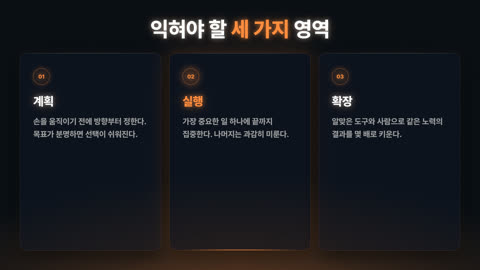 익혀야 할 세 가지 영역
01
계획
손을 움직이기 전에 방향부터 정한다.
목표가 분명하면 선택이 쉬워진다.
02
실행
가장 중요한 일 하나에 끝까지
집중한다. 나머지는 과감히 미룬다.
03
확장
알맞은 도구와 사람으로 같은 노력의
결과를 몇 배로 키운다.